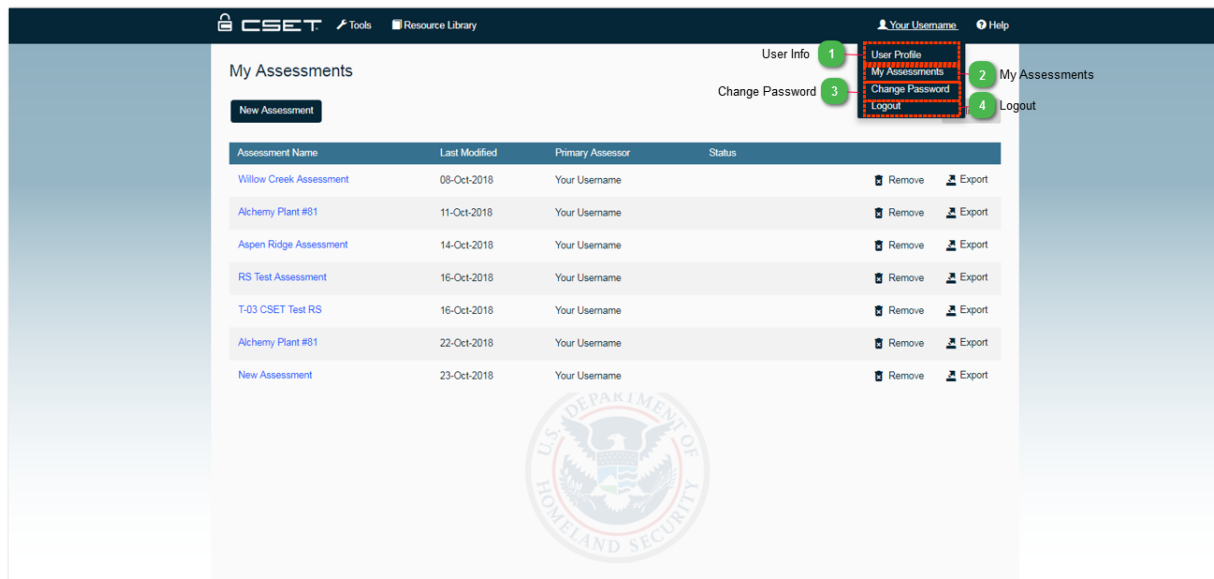 CSET Tools Resource Library Your Username Help
User Info 1 User Profile
My Assessments
My Assessments 2 My Assessments
Change Password 3 Change Password
New Assessment
Logout 4 Logout
Assessment Name Last Modified Primary Assessor Status
Willow Creek Assessment 08-Oct-2018 Your Username Remove Export
Alchemy Plant #81 11-Oct-2018 Your Username Remove Export
Aspen Ridge Assessment 14-Oct-2018 Your Username Remove Export
RS Test Assessment 16-Oct-2018 Your Username Remove Export
T-03 CSET Test RS 16-Oct-2018 Your Username Remove Export
Alchemy Plant #81 22-Oct-2018 Your Username Remove Export
New Assessment 23-Oct-2018 Your Username Remove Export
U.S. DEPARTMENT OF
HOMELAND SECURITY